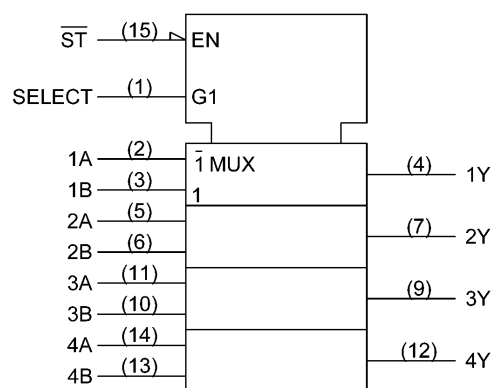 S̅T̅ (15) EN
SELECT (1) G1
1A (2) 1̅ MUX (4) 1Y
1B (3) 1
2A (5) (7) 2Y
2B (6)
3A (11) (9) 3Y
3B (10)
4A (14) (12) 4Y
4B (13)